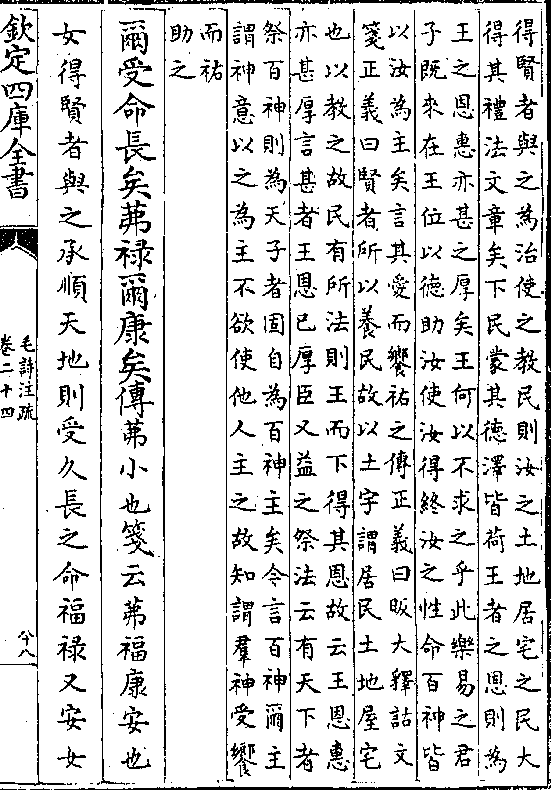 得賢者與之為治使之教民則汝之土地居宅之民大
得其禮法文章矣下民蒙其德澤皆荷王者之恩則為
王之恩惠亦甚之厚矣王何以不求之乎此樂易之君
子既來在王位以德助汝使汝得終汝之性命百神皆
以汝為主矣言其愛而饗祐之傳正義曰昄大釋詁文
箋正義曰賢者所以養民故以土宇謂居民土地屋宅
也以教之故民有所法則王而下得其恩故云王恩惠
亦甚厚言甚者王恩已厚臣又益之祭法云有天下者
祭百神則為天子者固自為百神主矣今言百神爾主
謂神意以之為主不欲使他人主之故知謂羣神受饗
而祐
助之
爾受命長矣茀禄爾康矣傳茀小也箋云茀福康安也
女得賢者與之承順天地則受久長之命福禄又安女
欽定四庫全書
毛詩注疏
卷二十四